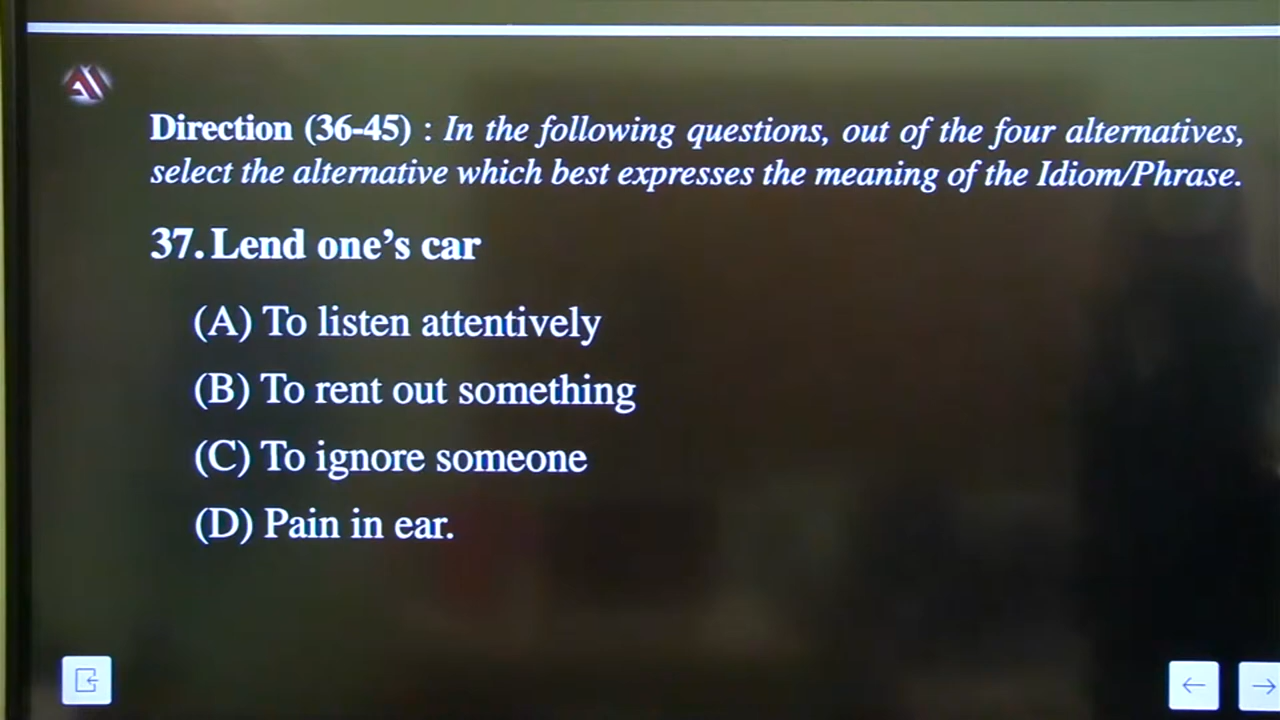 Direction (36-45) : In the following questions, out of the four alternatives,
select the alternative which best expresses the meaning of the Idiom/Phrase.
37. Lend one's car
(A) To listen attentively
(B) To rent out something
(C) To ignore someone
(D) Pain in ear.